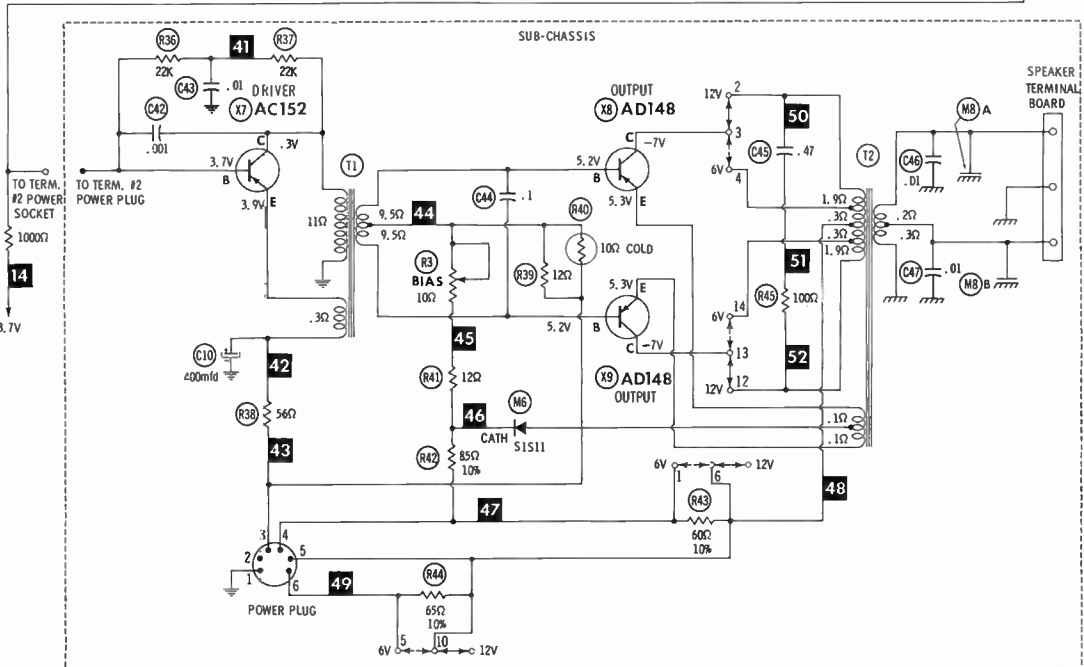 SUB-CHASSIS
R36
41
R37
22K
22K
C43
.01
DRIVER
X7 AC152
C42
.001
C
.3V
3.7V
B
3.9V
E
TO TERM.
#2 POWER
SOCKET
TO TERM. #2
POWER PLUG
1000Ω
14
3.7V
T1
11Ω
9.5Ω
9.5Ω
44
.3Ω
C10
400mfd
42
R38
56Ω
43
R3
BIAS
10Ω
45
R41
12Ω
46
CATH
M6
S1S11
R42
85Ω
10%
47
C44
.1
R40
10Ω COLD
R39
12Ω
OUTPUT
X8 AD148
C
-7V
5.2V
B
5.3V
E
5.3V
E
5.2V
B
C
-7V
X9 AD148
OUTPUT
12V
2
3
6V
4
50
C45
.47
51
R45
100Ω
52
14
6V
13
12V
12
T2
1.9Ω
.3Ω
.3Ω
1.9Ω
.2Ω
.3Ω
.1Ω
.1Ω
C46
.01
M8 A
C47
.01
M8 B
SPEAKER
TERMINAL
BOARD
6V
1
6
12V
R43
60Ω
10%
48
3
4
2
5
1
6
POWER PLUG
49
R44
65Ω
10%
6V
5
10
12V